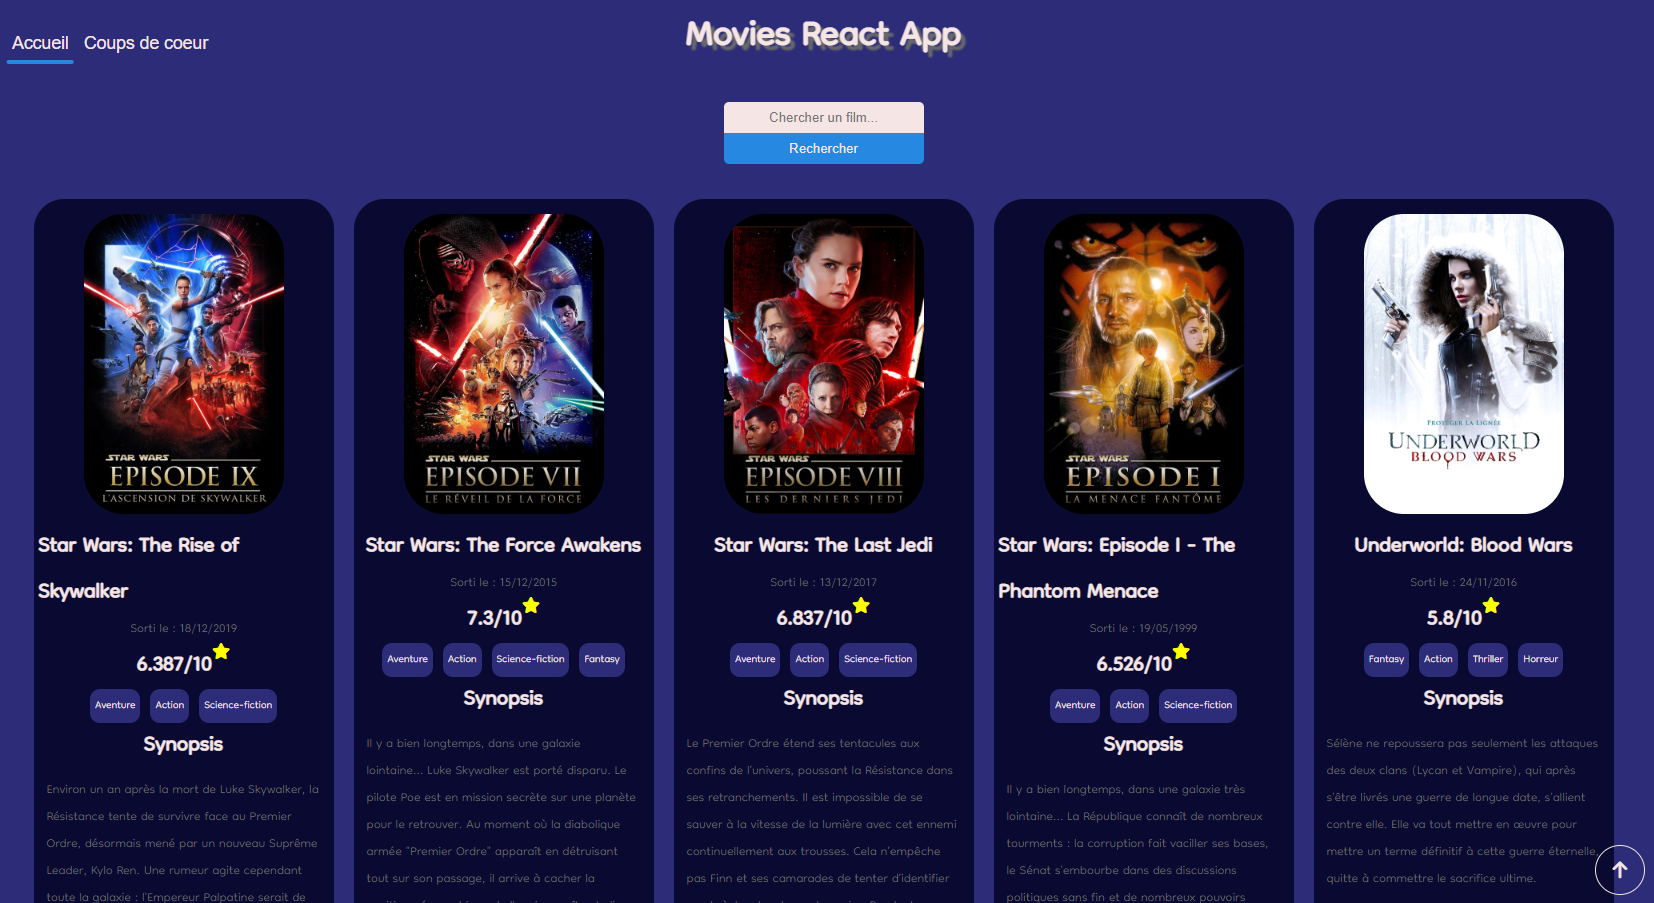 Accueil
Coups de coeur
Movies React App
Chercher un film...
Rechercher
STAR WARS
EPISODE IX
L'ASCENSION DE SKYWALKER
Star Wars: The Rise of
Skywalker
Sorti le : 18/12/2019
6.387/10
Aventure
Action
Science-fiction
Synopsis
Environ un an après la mort de Luke Skywalker, la
Résistance tente de survivre face au Premier
Ordre, désormais mené par un nouveau Suprême
Leader, Kylo Ren. Une rumeur agite cependant
toute la galaxie : l'Empereur Palpatine serait de
STAR WARS
EPISODE VII
LE RÉVEIL DE LA FORCE
Star Wars: The Force Awakens
Sorti le : 15/12/2015
7.3/10
Aventure
Action
Science-fiction
Fantasy
Synopsis
Il y a bien longtemps, dans une galaxie
lointaine... Luke Skywalker est porté disparu. Le
pilote Poe est en mission secrète sur une planète
pour le retrouver. Au moment où la diabolique
armée "Premier Ordre" apparaît en détruisant
tout sur son passage, il arrive à cacher la
STAR WARS
EPISODE VIII
LES DERNIERS JEDI
Star Wars: The Last Jedi
Sorti le : 13/12/2017
6.837/10
Aventure
Action
Science-fiction
Synopsis
Le Premier Ordre étend ses tentacules aux
confins de l'univers, poussant la Résistance dans
ses retranchements. Il est impossible de se
sauver à la vitesse de la lumière avec cet ennemi
continuellement aux trousses. Cela n'empêche
pas Finn et ses camarades de tenter d'identifier
STAR WARS
EPISODE I
LA MENACE FANTÔME
Star Wars: Episode I - The
Phantom Menace
Sorti le : 19/05/1999
6.526/10
Aventure
Action
Science-fiction
Synopsis
Il y a bien longtemps, dans une galaxie très
lointaine... La République connaît de nombreux
tourments : la corruption fait vaciller ses bases,
le Sénat s'embourbe dans des discussions
politiques sans fin et de nombreux pouvoirs
PROTÉGER LA LIGNÉE
UNDERWORLD
BLOOD WARS
Underworld: Blood Wars
Sorti le : 24/11/2016
5.8/10
Fantasy
Action
Thriller
Horreur
Synopsis
Sélène ne repoussera pas seulement les attaques
des deux clans (Lycan et Vampire), qui après
s'être livrés une guerre de longue date, s'allient
contre elle. Elle va tout mettre en œuvre pour
mettre un terme définitif à cette guerre éternelle,
quitte à commettre le sacrifice ultime.